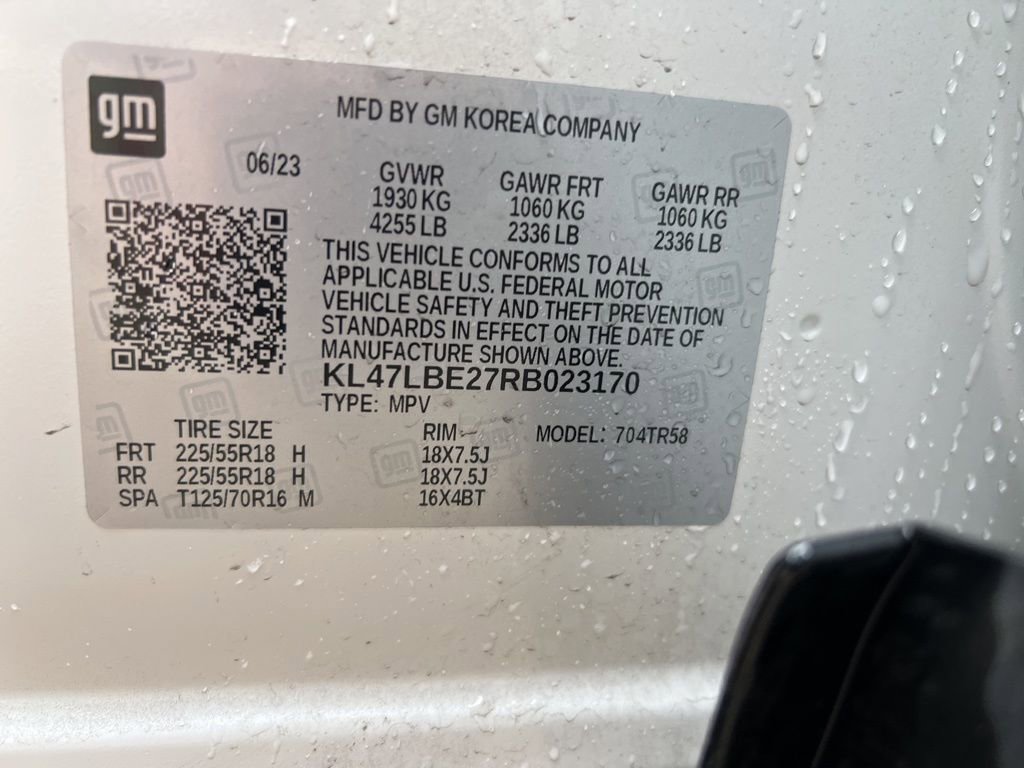 gm
MFD BY GM KOREA COMPANY
06/23
GVWR GAWR FRT GAWR RR
1930 KG 1060 KG 1060 KG
4255 LB 2336 LB 2336 LB
THIS VEHICLE CONFORMS TO ALL
APPLICABLE U.S. FEDERAL MOTOR
VEHICLE SAFETY AND THEFT PREVENTION
STANDARDS IN EFFECT ON THE DATE OF
MANUFACTURE SHOWN ABOVE.
KL47LBE27RB023170
TYPE: MPV
TIRE SIZE RIM MODEL: 704TR58
FRT 225/55R18 H 18X7.5J
RR 225/55R18 H 18X7.5J
SPA T125/70R16 M 16X4BT